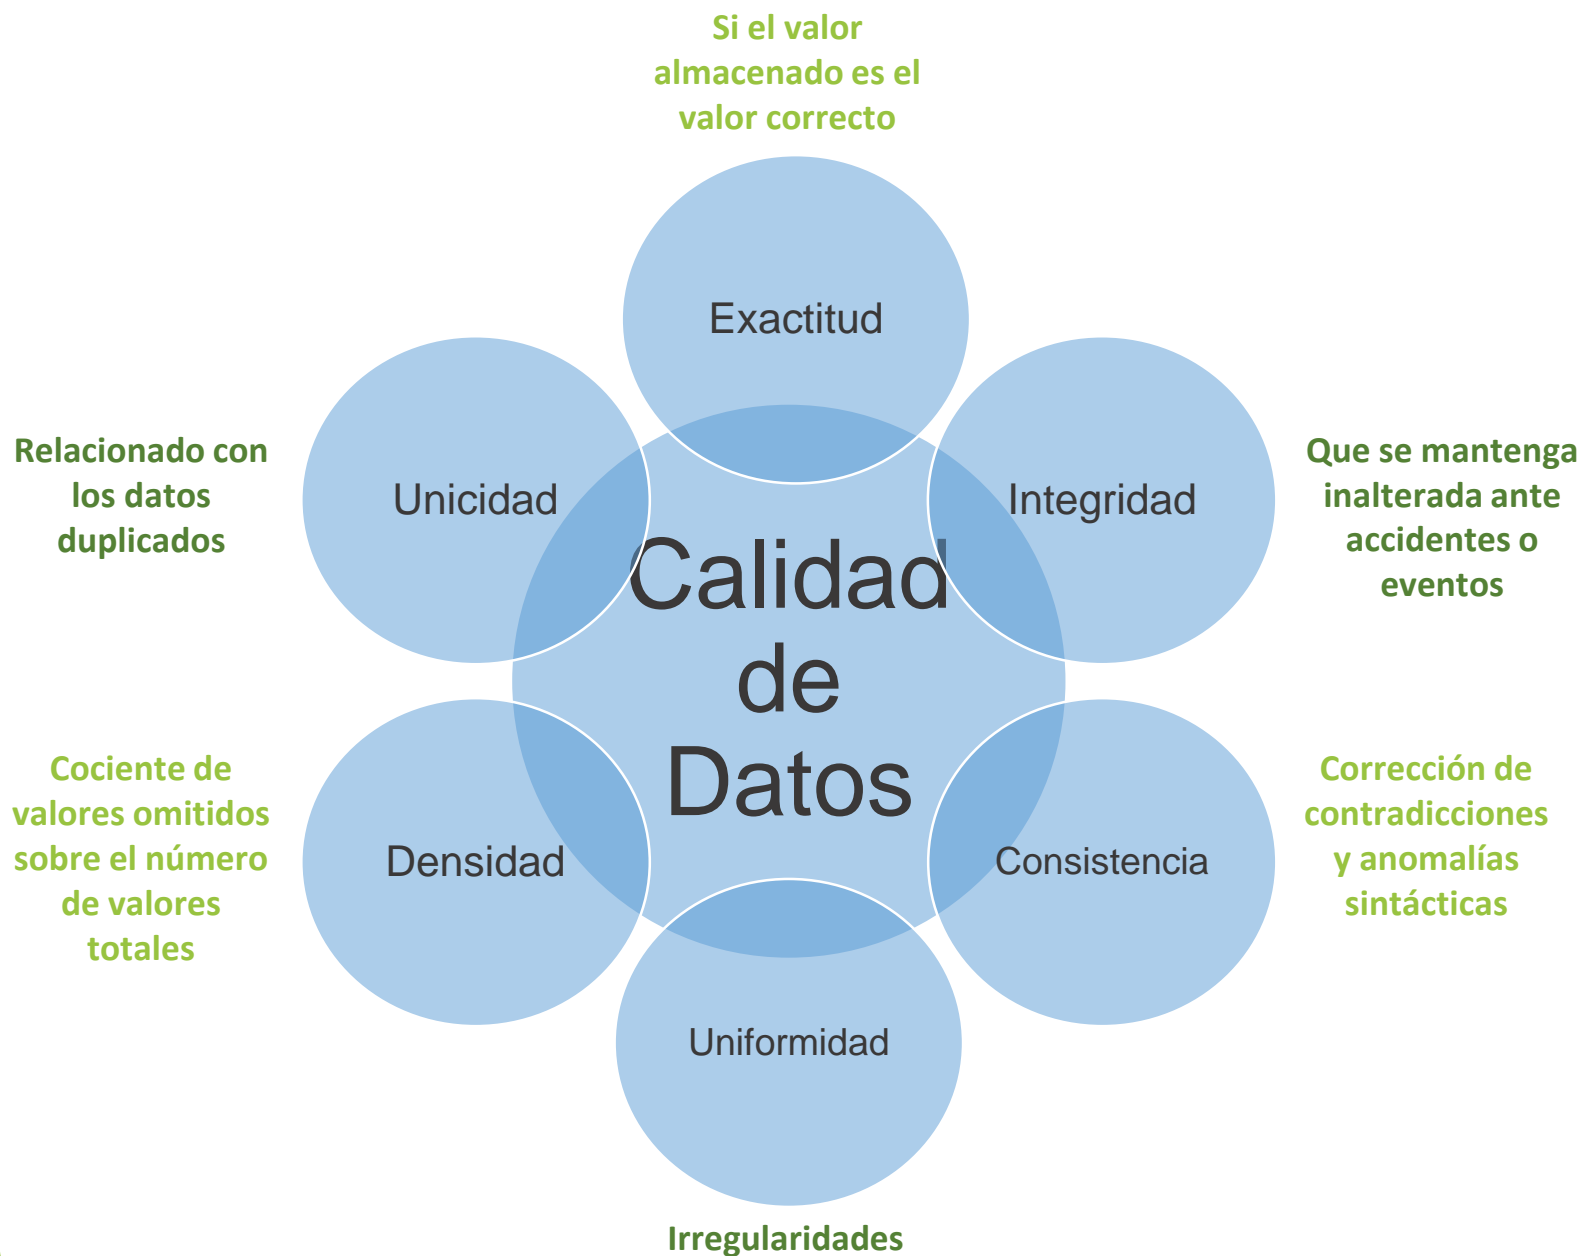 Si el valor
almacenado es el
valor correcto
Exactitud
Unicidad
Relacionado con
los datos
duplicados
Integridad
Que se mantenga
inalterada ante
accidentes o
eventos
Calidad
de
Datos
Cociente de
valores omitidos
sobre el número
de valores
totales
Densidad
Consistencia
Corrección de
contradicciones
y anomalías
sintácticas
Uniformidad
Irregularidades